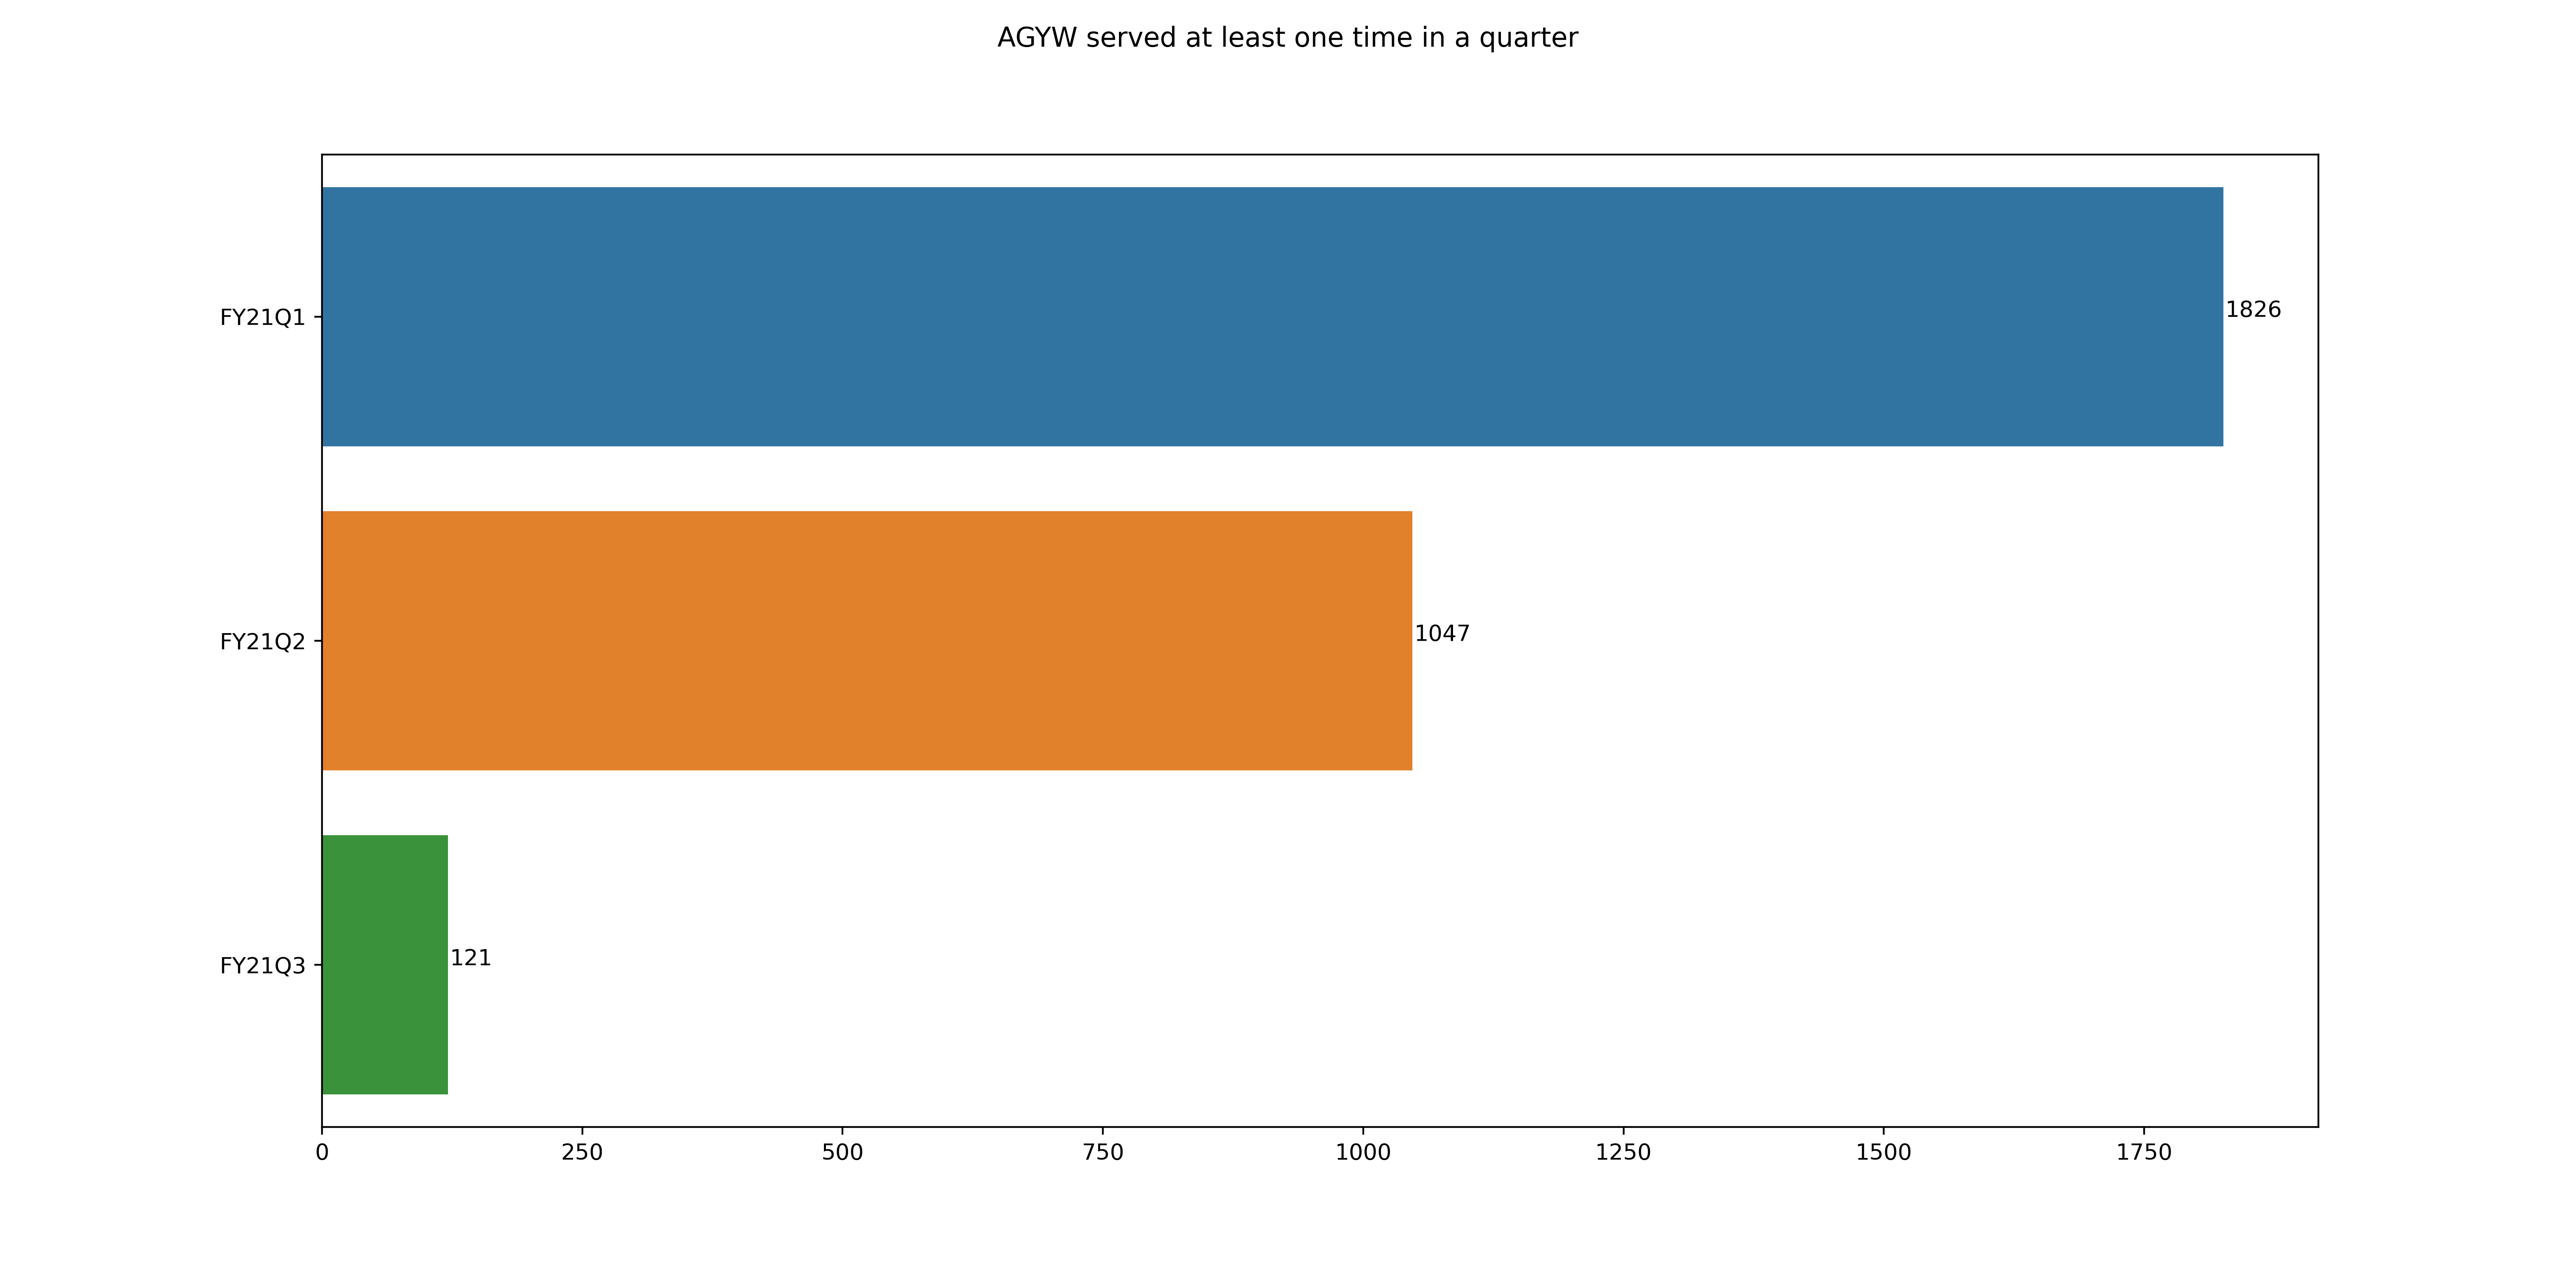 AGYW served at least one time in a quarter
FY21Q1
1826
FY21Q2
1047
FY21Q3
121
0 250 500 750 1000 1250 1500 1750